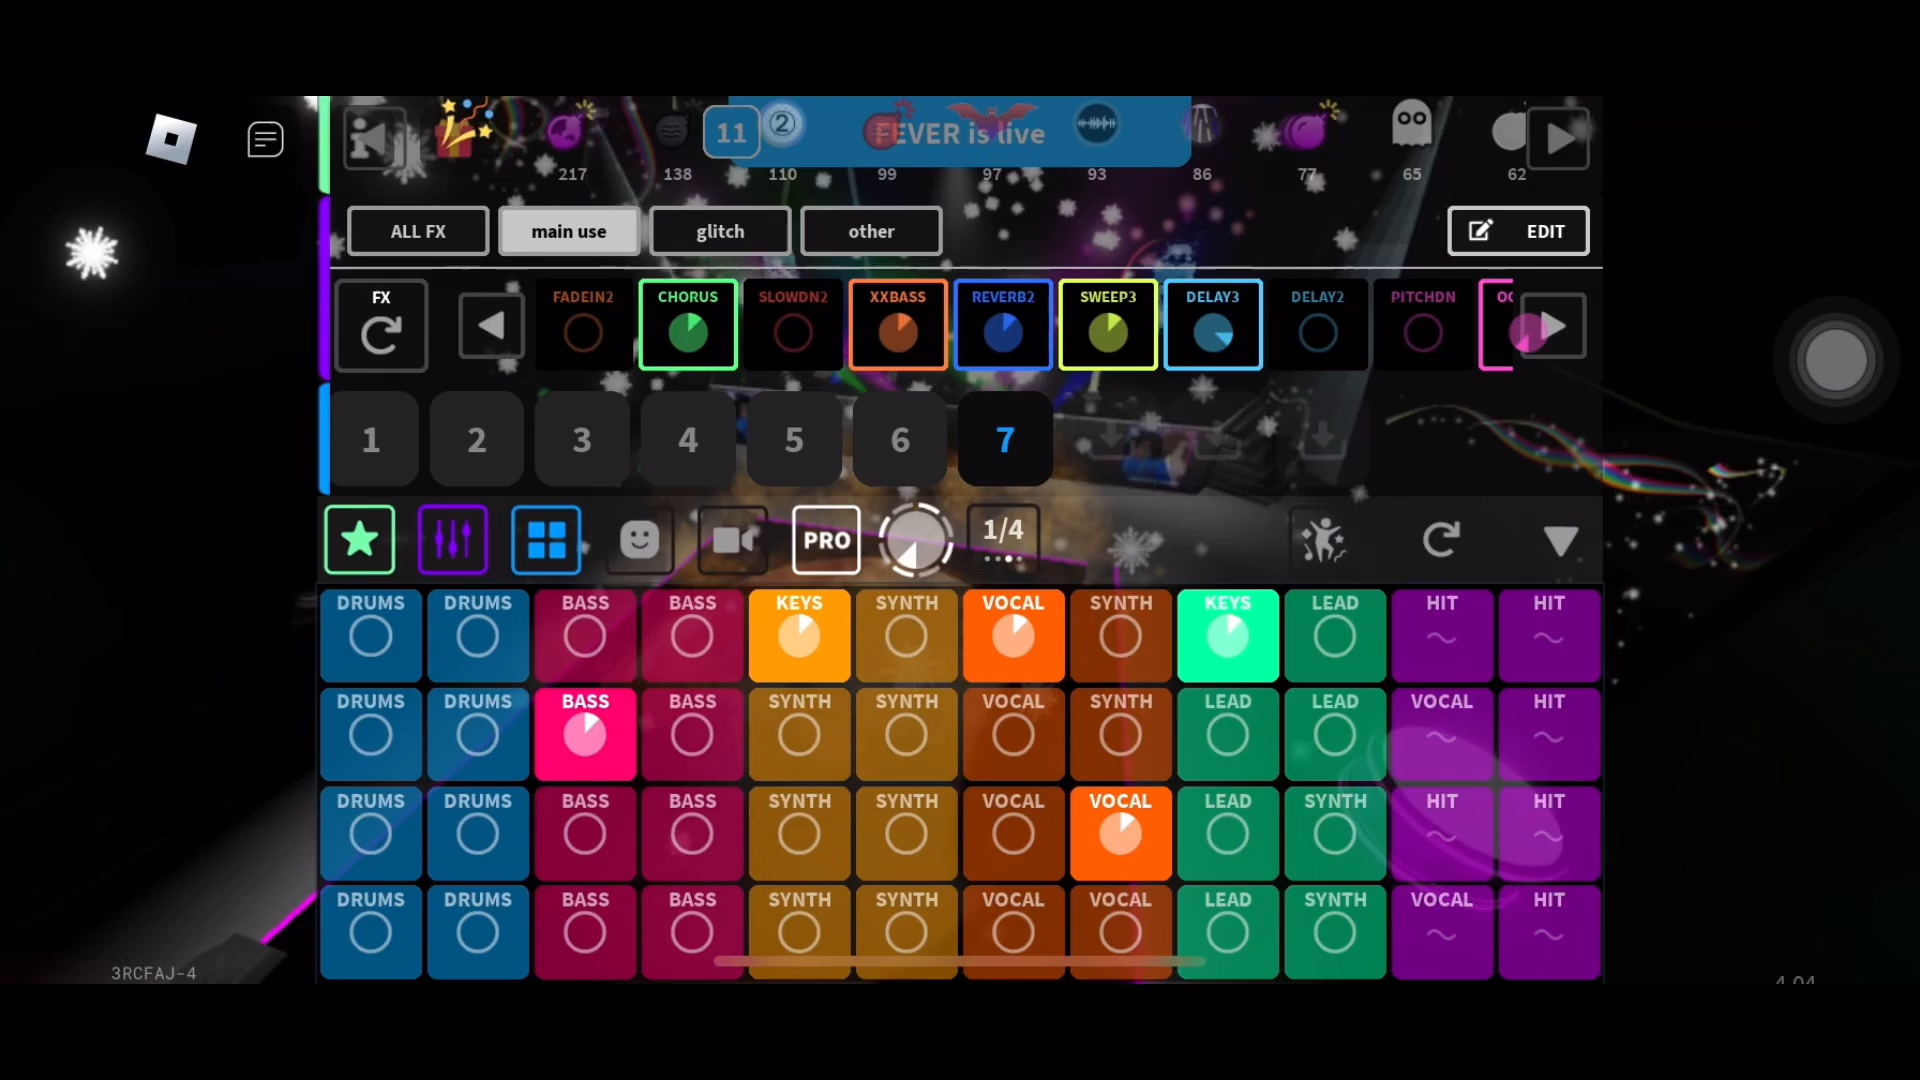 11 2 FEVER is live
217 138 110 99 97 93 86 77 65 62
ALL FX main use glitch other EDIT
FX FADEIN2 CHORUS SLOWDN2 XXBASS REVERB2 SWEEP3 DELAY3 DELAY2 PITCHDN
1 2 3 4 5 6 7
PRO 1/4
DRUMS DRUMS BASS BASS KEYS SYNTH VOCAL SYNTH KEYS LEAD HIT HIT
DRUMS DRUMS BASS BASS SYNTH SYNTH VOCAL SYNTH LEAD LEAD VOCAL HIT
DRUMS DRUMS BASS BASS SYNTH SYNTH VOCAL VOCAL LEAD SYNTH HIT HIT
DRUMS DRUMS BASS BASS SYNTH SYNTH VOCAL VOCAL LEAD SYNTH VOCAL HIT
3RCFAJ-4